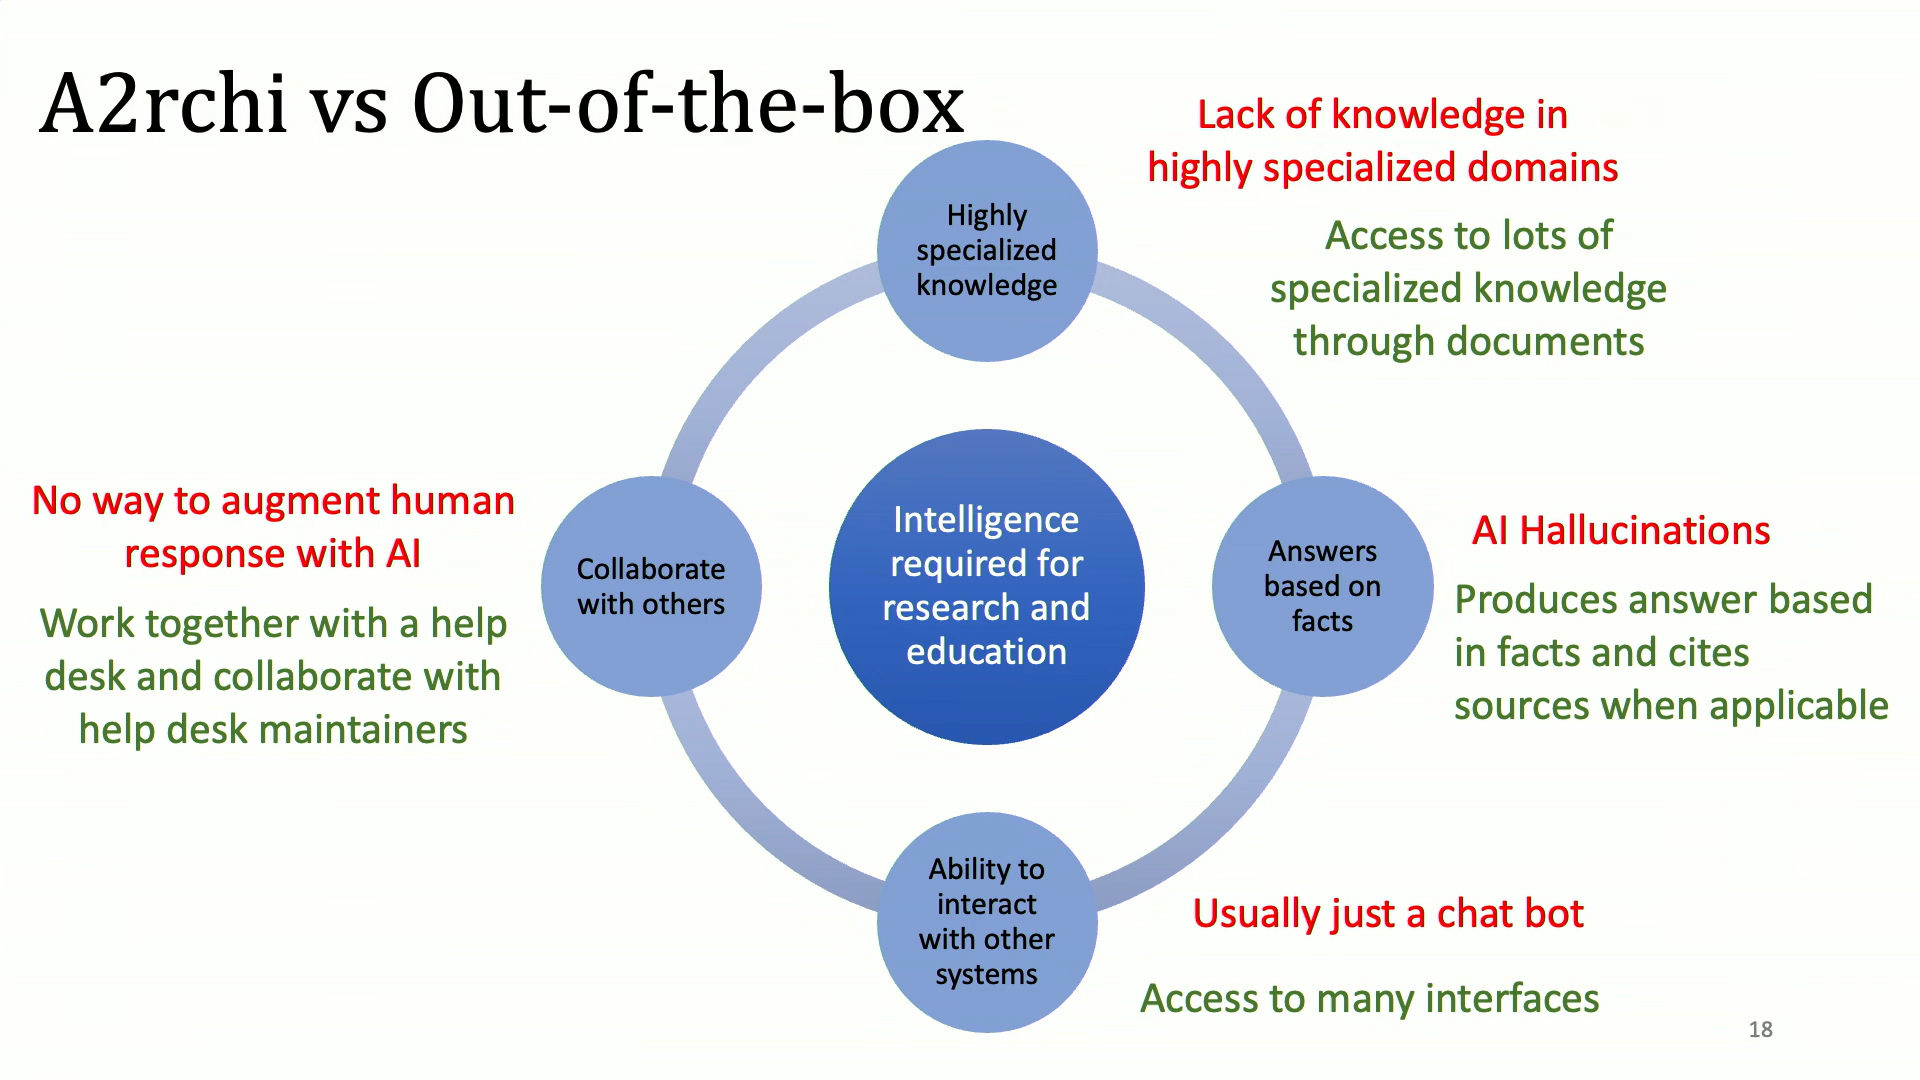 A2rchi vs Out-of-the-box
Lack of knowledge in
highly specialized domains
Access to lots of
specialized knowledge
through documents
Highly
specialized
knowledge
No way to augment human
response with AI
Work together with a help
desk and collaborate with
help desk maintainers
Collaborate
with others
Intelligence
required for
research and
education
Answers
based on
facts
AI Hallucinations
Produces answer based
in facts and cites
sources when applicable
Ability to
interact
with other
systems
Usually just a chat bot
Access to many interfaces
18